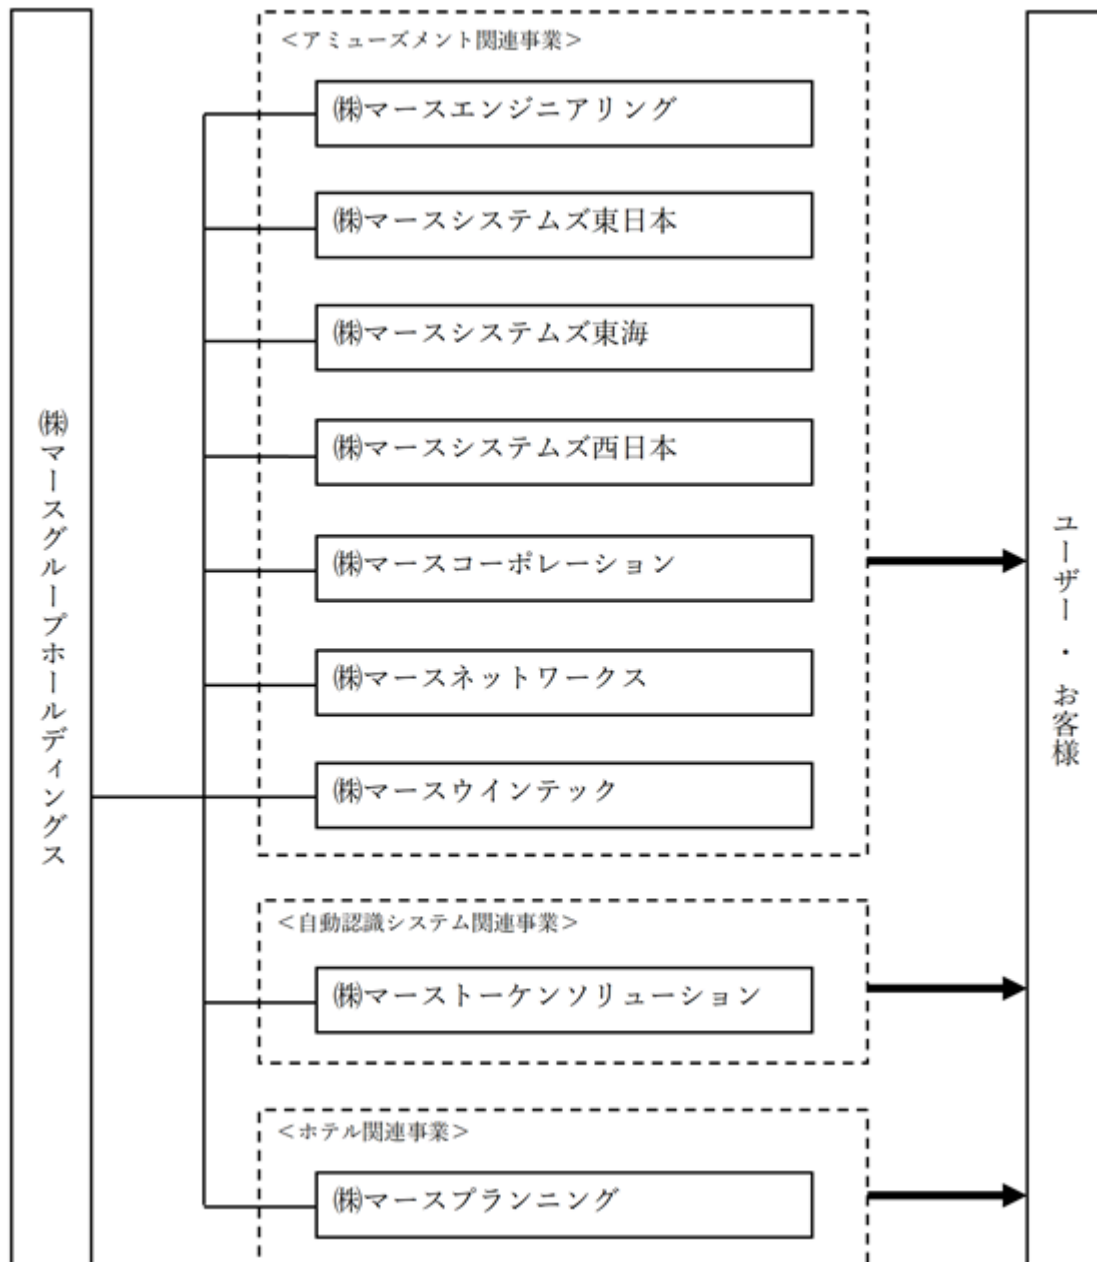 ㈱マースグループホールディングス
＜アミューズメント関連事業＞
㈱マースエンジニアリング
㈱マースシステムズ東日本
㈱マースシステムズ東海
㈱マースシステムズ西日本
㈱マースコーポレーション
㈱マースネットワークス
㈱マースウインテック
＜自動認識システム関連事業＞
㈱マーストーケンソリューション
＜ホテル関連事業＞
㈱マースプランニング
ユーザー・お客様